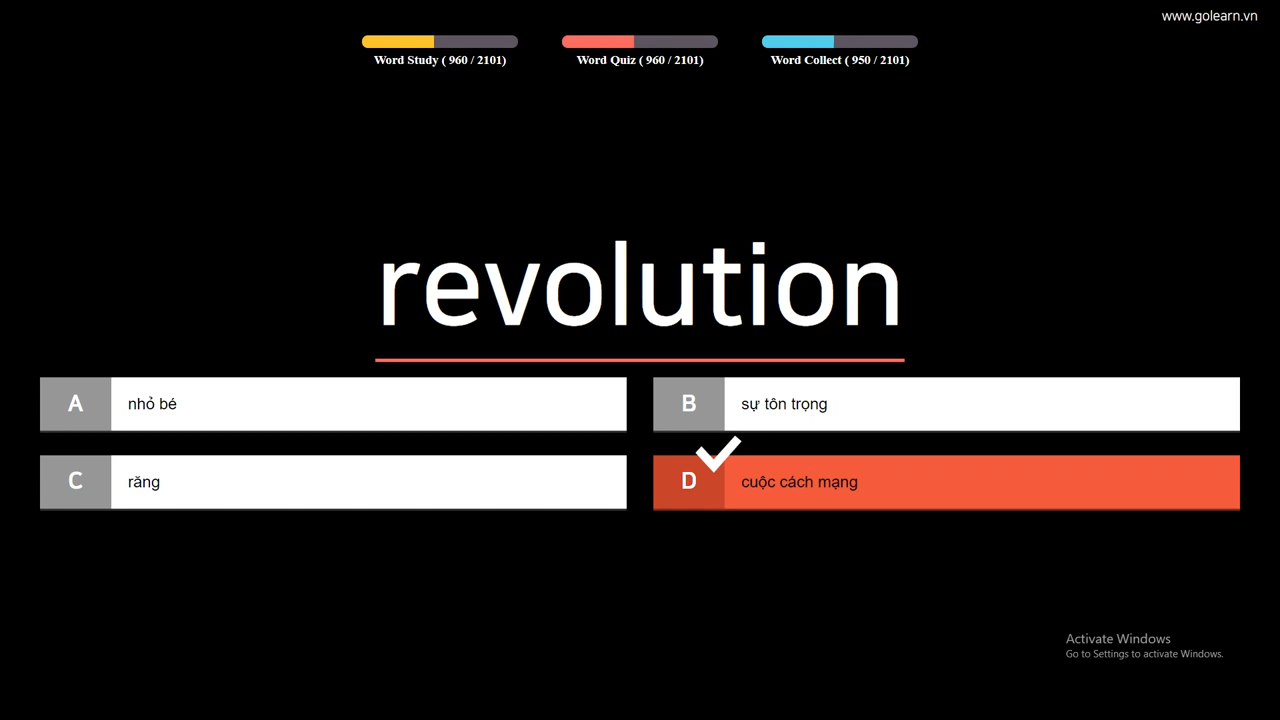 www.golearn.vn
Word Study ( 960 / 2101)
Word Quiz ( 960 / 2101)
Word Collect ( 950 / 2101)
revolution
A nhỏ bé
B sự tôn trọng
C răng
D cuộc cách mạng
Activate Windows
Go to Settings to activate Windows.